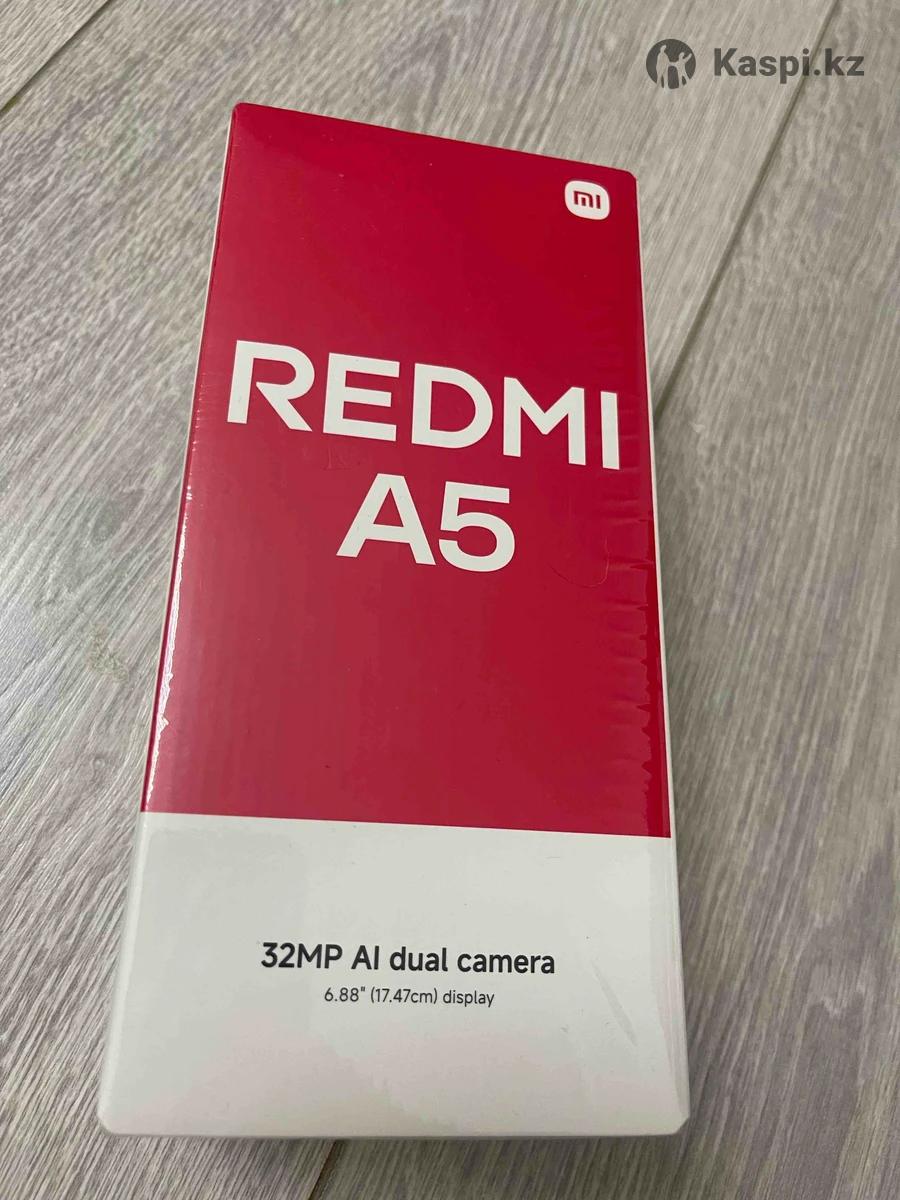 Kaspi.kz
mi
REDMI
A5
32MP AI dual camera
6.88" (17.47cm) display